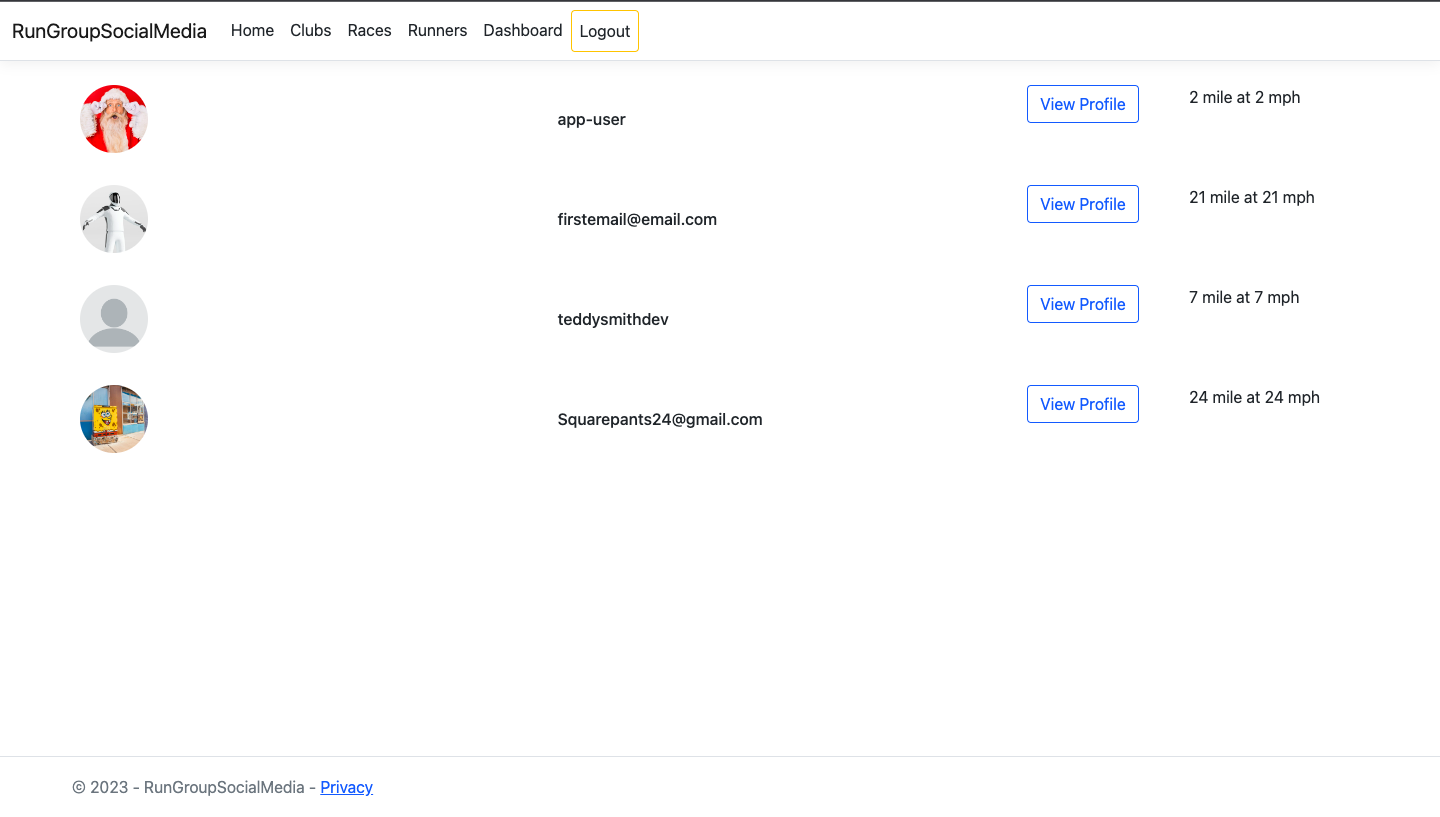 RunGroupSocialMedia Home Clubs Races Runners Dashboard Logout
app-user View Profile 2 mile at 2 mph
firstemail@email.com View Profile 21 mile at 21 mph
teddysmithdev View Profile 7 mile at 7 mph
Squarepants24@gmail.com View Profile 24 mile at 24 mph
© 2023 - RunGroupSocialMedia - Privacy